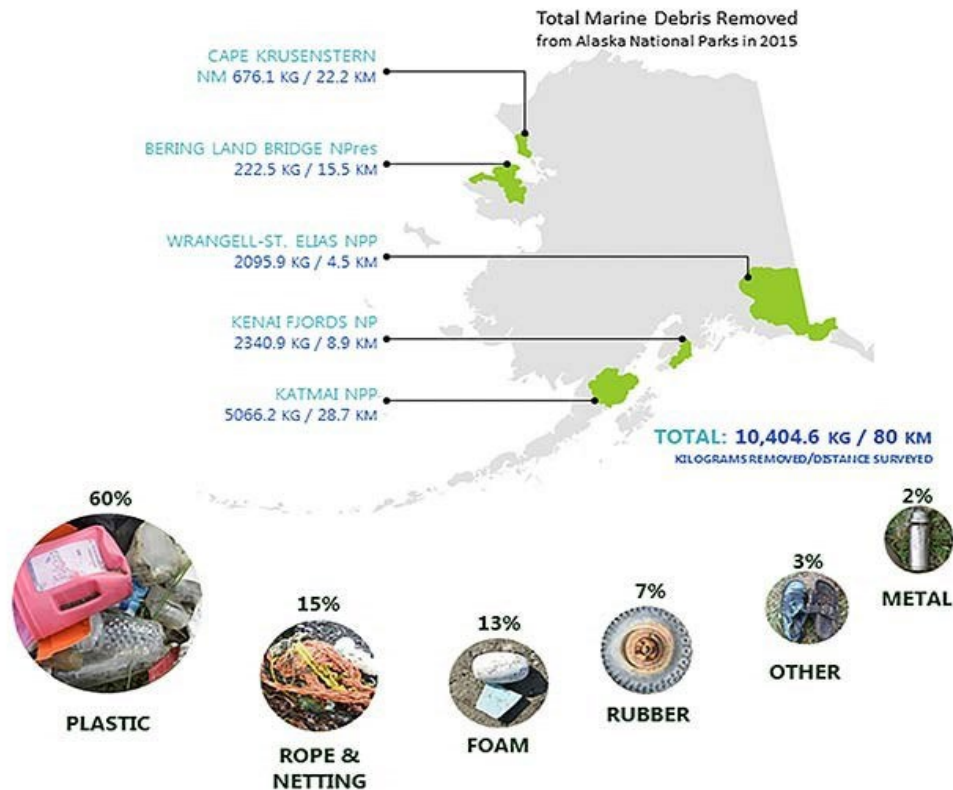 Total Marine Debris Removed
from Alaska National Parks in 2015
CAPE KRUSENSTERN
NM 676.1 KG / 22.2 KM
BERING LAND BRIDGE NPres
222.5 KG / 15.5 KM
WRANGELL-ST. ELIAS NPP
2095.9 KG / 4.5 KM
KENAI FJORDS NP
2340.9 KG / 8.9 KM
KATMAI NPP
5066.2 KG / 28.7 KM
TOTAL: 10,404.6 KG / 80 KM
KILOGRAMS REMOVED/DISTANCE SURVEYED
60%
PLASTIC
15%
ROPE &
NETTING
13%
FOAM
7%
RUBBER
3%
OTHER
2%
METAL